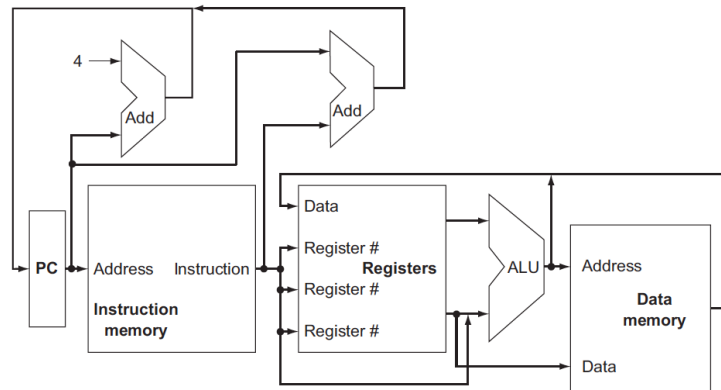 4
Add
Add
PC
Address
Instruction
Instruction
memory
Data
Register #
Registers
Register #
Register #
ALU
Address
Data
memory
Data